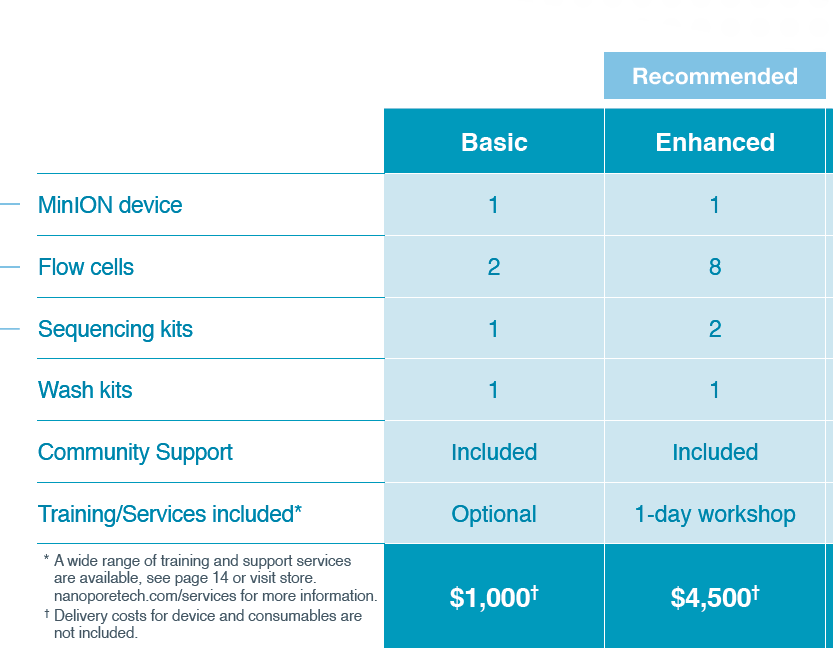 Recommended
Basic Enhanced
MinION device 1 1
Flow cells 2 8
Sequencing kits 1 2
Wash kits 1 1
Community Support Included Included
Training/Services included* Optional 1-day workshop
* A wide range of training and support services
are available, see page 14 or visit store.
nanoporetech.com/services for more information.
† Delivery costs for device and consumables are
not included.
$1,000† $4,500†